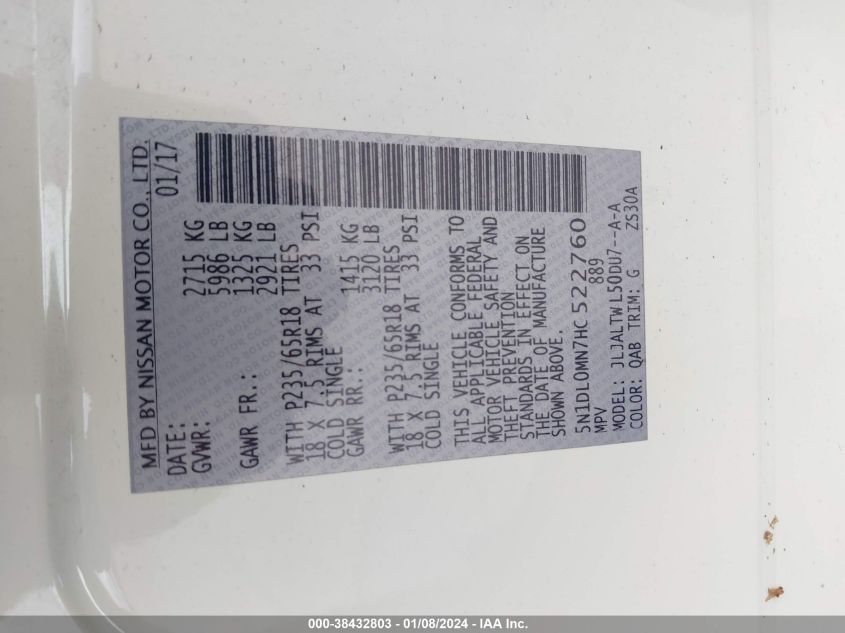 MFD BY NISSAN MOTOR CO., LTD.
DATE: 01/17
GVWR: 2715 KG
5986 LB
GAWR FR.: 1325 KG
2921 LB
WITH P235/65R18 TIRES
18 X 7.5 RIMS AT 33 PSI
COLD SINGLE
GAWR RR.: 1415 KG
3120 LB
WITH P235/65R18 TIRES
18 X 7.5 RIMS AT 33 PSI
COLD SINGLE
THIS VEHICLE CONFORMS TO
ALL APPLICABLE FEDERAL
MOTOR VEHICLE SAFETY AND
THEFT PREVENTION
STANDARDS IN EFFECT ON
THE DATE OF MANUFACTURE
SHOWN ABOVE.
5N1DL0MN7HC522760
MPV 889
MODEL: JLJALTWL50DU7--A-A
COLOR: QAB TRIM: G ZS30A
000-38432803 - 01/08/2024 - IAA Inc.